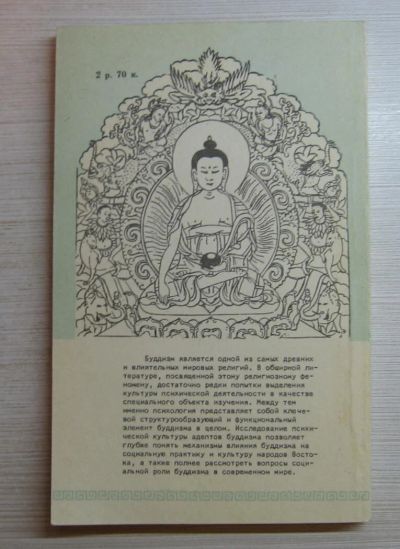 2 р. 70 к.
Буддизм является одной из самых древних
и влиятельных мировых религий. В обширной ли-
тературе, посвященной этому религиозному фе-
номену, достаточно редки попытки выделения
культуры психической деятельности в качестве
специального объекта изучения. Между тем
именно психология представляет собой ключе-
вой структурообразующий и функциональный
элемент буддизма в целом. Исследование психи-
ческой культуры адептов буддизма позволяет
глубже понять механизмы влияния буддизма на
социальную практику и культуру народов Восто-
ка, а также полнее рассмотреть вопросы соци-
альной роли буддизма в современном мире.